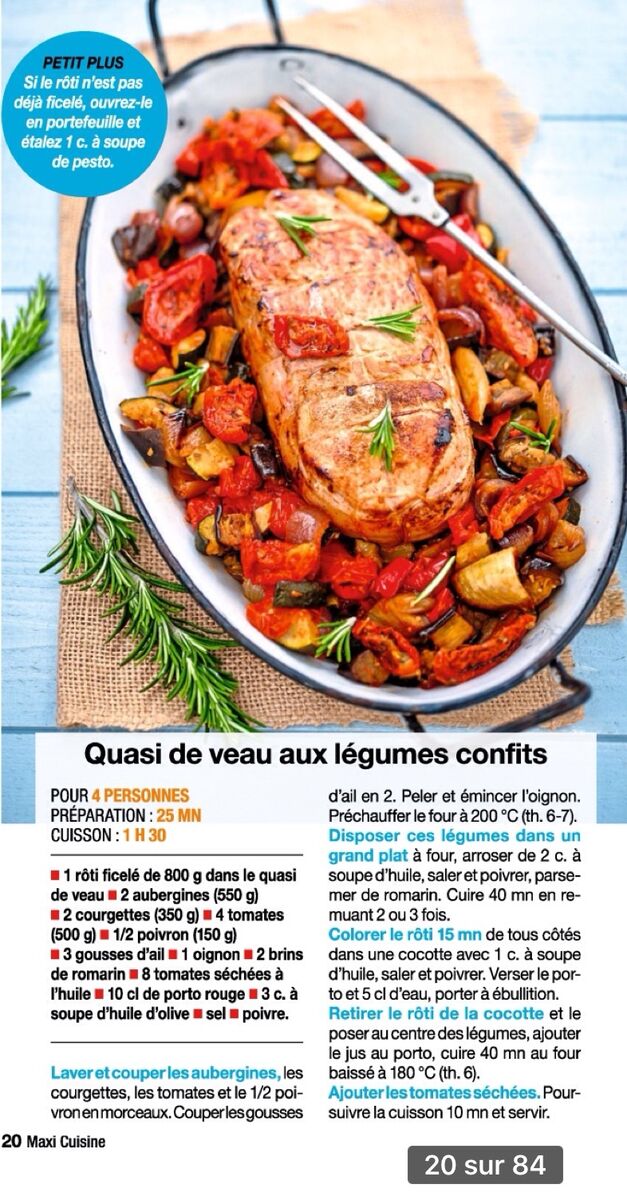 PETIT PLUS
Si le rôti n'est pas
déjà ficelé, ouvrez-le
en portefeuille et
étalez 1 c. à soupe
de pesto.
Quasi de veau aux légumes confits
POUR 4 PERSONNES
PRÉPARATION : 25 MN
CUISSON : 1 H 30
■ 1 rôti ficelé de 800 g dans le quasi
de veau ■ 2 aubergines (550 g)
■ 2 courgettes (350 g) ■ 4 tomates
(500 g) ■ 1/2 poivron (150 g)
■ 3 gousses d'ail ■ 1 oignon ■ 2 brins
de romarin ■ 8 tomates séchées à
l'huile ■ 10 cl de porto rouge ■ 3 c. à
soupe d'huile d'olive ■ sel ■ poivre.
Laver et couper les aubergines, les
courgettes, les tomates et le 1/2 poi-
vron en morceaux. Couper les gousses
d'ail en 2. Peler et émincer l'oignon.
Préchauffer le four à 200 °C (th. 6-7).
Disposer ces légumes dans un
grand plat à four, arroser de 2 c. à
soupe d'huile, saler et poivrer, parse-
mer de romarin. Cuire 40 mn en re-
muant 2 ou 3 fois.
Colorer le rôti 15 mn de tous côtés
dans une cocotte avec 1 c. à soupe
d'huile, saler et poivrer. Verser le por-
to et 5 cl d'eau, porter à ébullition.
Retirer le rôti de la cocotte et le
poser au centre des légumes, ajouter
le jus au porto, cuire 40 mn au four
baissé à 180 °C (th. 6).
Ajouter les tomates séchées. Pour-
suivre la cuisson 10 mn et servir.
20 Maxi Cuisine
20 sur 84